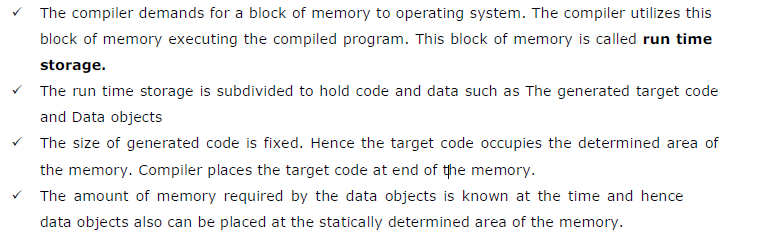 ✓ The compiler demands for a block of memory to operating system. The compiler utilizes this
block of memory executing the compiled program. This block of memory is called run time
storage.
✓ The run time storage is subdivided to hold code and data such as The generated target code
and Data objects
✓ The size of generated code is fixed. Hence the target code occupies the determined area of
the memory. Compiler places the target code at end of the memory.
✓ The amount of memory required by the data objects is known at the time and hence
data objects also can be placed at the statically determined area of the memory.